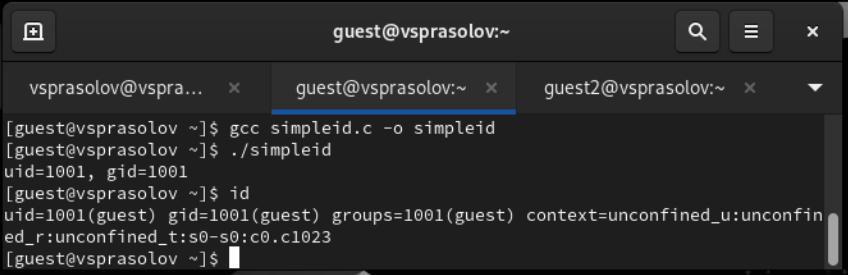 guest@vsprasolov:~
vsprasolov@vspra...
guest@vsprasolov:~
guest2@vsprasolov:~
[guest@vsprasolov ~]$ gcc simpleid.c -o simpleid
[guest@vsprasolov ~]$ ./simpleid
uid=1001, gid=1001
[guest@vsprasolov ~]$ id
uid=1001(guest) gid=1001(guest) groups=1001(guest) context=unconfined_u:unconfin
ed_r:unconfined_t:s0-s0:c0.c1023
[guest@vsprasolov ~]$